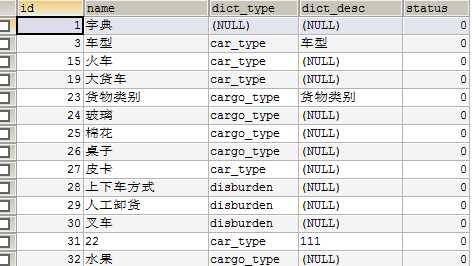 id name dict_type dict_desc status
1 字典 (NULL) (NULL) 0
3 车型 car_type 车型 0
15 火车 car_type (NULL) 0
19 大货车 car_type (NULL) 0
23 货物类别 cargo_type 货物类别 0
24 玻璃 cargo_type (NULL) 0
25 棉花 cargo_type (NULL) 0
26 桌子 cargo_type (NULL) 0
27 皮卡 car_type (NULL) 0
28 上下车方式 disburden (NULL) 0
29 人工卸货 disburden (NULL) 0
30 叉车 disburden (NULL) 0
31 22 car_type 111 0
32 水果 cargo_type (NULL) 0